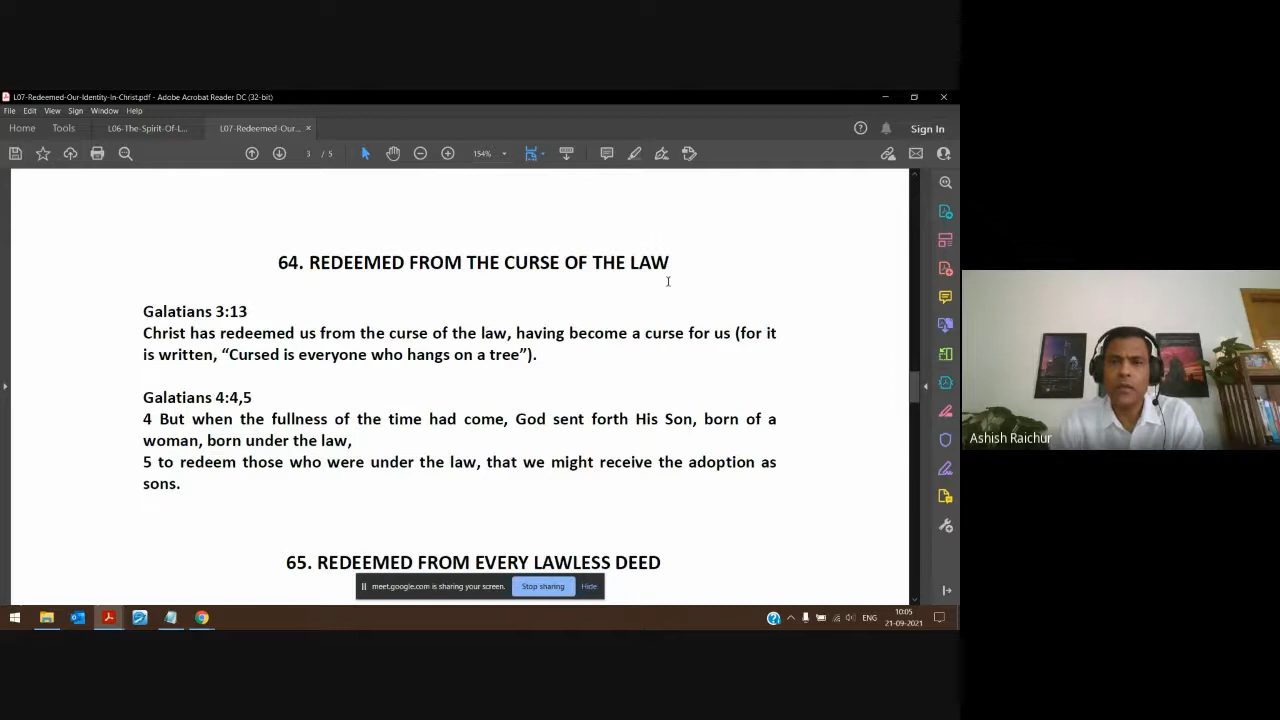 L07-Redeemed-Our-Identity-In-Christ.pdf - Adobe Acrobat Reader DC (32-bit)
File Edit View Sign Window Help
Home Tools L06-The-Spirit-Of-L... L07-Redeemed-Our... × Sign In
3 / 5 154%
64. REDEEMED FROM THE CURSE OF THE LAW
Galatians 3:13
Christ has redeemed us from the curse of the law, having become a curse for us (for it
is written, “Cursed is everyone who hangs on a tree”).
Galatians 4:4,5
4 But when the fullness of the time had come, God sent forth His Son, born of a
woman, born under the law,
5 to redeem those who were under the law, that we might receive the adoption as
sons.
65. REDEEMED FROM EVERY LAWLESS DEED
meet.google.com is sharing your screen. Stop sharing Hide
Ashish Raichur
ENG
10:05
21-09-2021